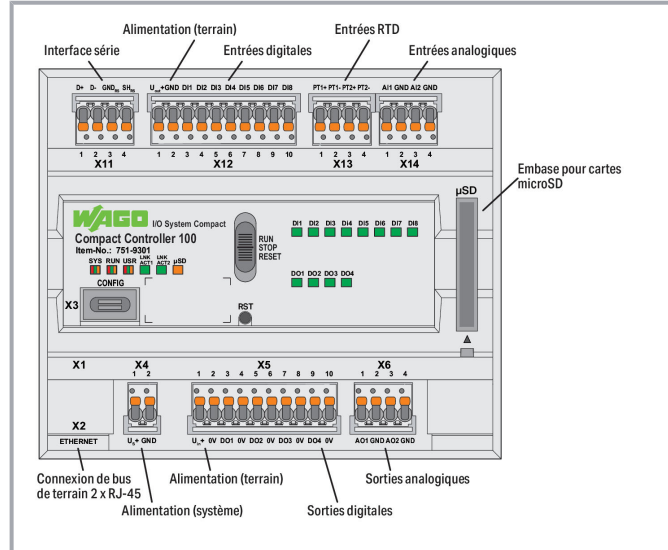 Alimentation (terrain)
Entrées RTD
Interface série
Entrées digitales
Entrées analogiques
D+ D- GNDRS SHRS
Uout+ GND DI1 DI2 DI3 DI4 DI5 DI6 DI7 DI8
PT1+ PT1- PT2+ PT2-
AI1 GND AI2 GND
1 2 3 4
1 2 3 4 5 6 7 8 9 10
1 2 3 4
1 2 3 4
X11
X12
X13
X14
Embase pour cartes
microSD
µSD
WAGO
I/O System Compact
Compact Controller 100
Item-No.: 751-9301
SYS RUN USR LNK ACT1 LNK ACT2 µSD
CONFIG
X3
RUN
STOP
RESET
RST
DI1 DI2 DI3 DI4 DI5 DI6 DI7 DI8
DO1 DO2 DO3 DO4
X1
X4
X5
X6
1 2
1 2 3 4 5 6 7 8 9 10
1 2 3 4
X2
ETHERNET
US+ GND
Uin+ 0V DO1 0V DO2 0V DO3 0V DO4 0V
AO1 GND AO2 GND
Connexion de bus
de terrain 2 x RJ-45
Alimentation (terrain)
Sorties analogiques
Alimentation (système)
Sorties digitales